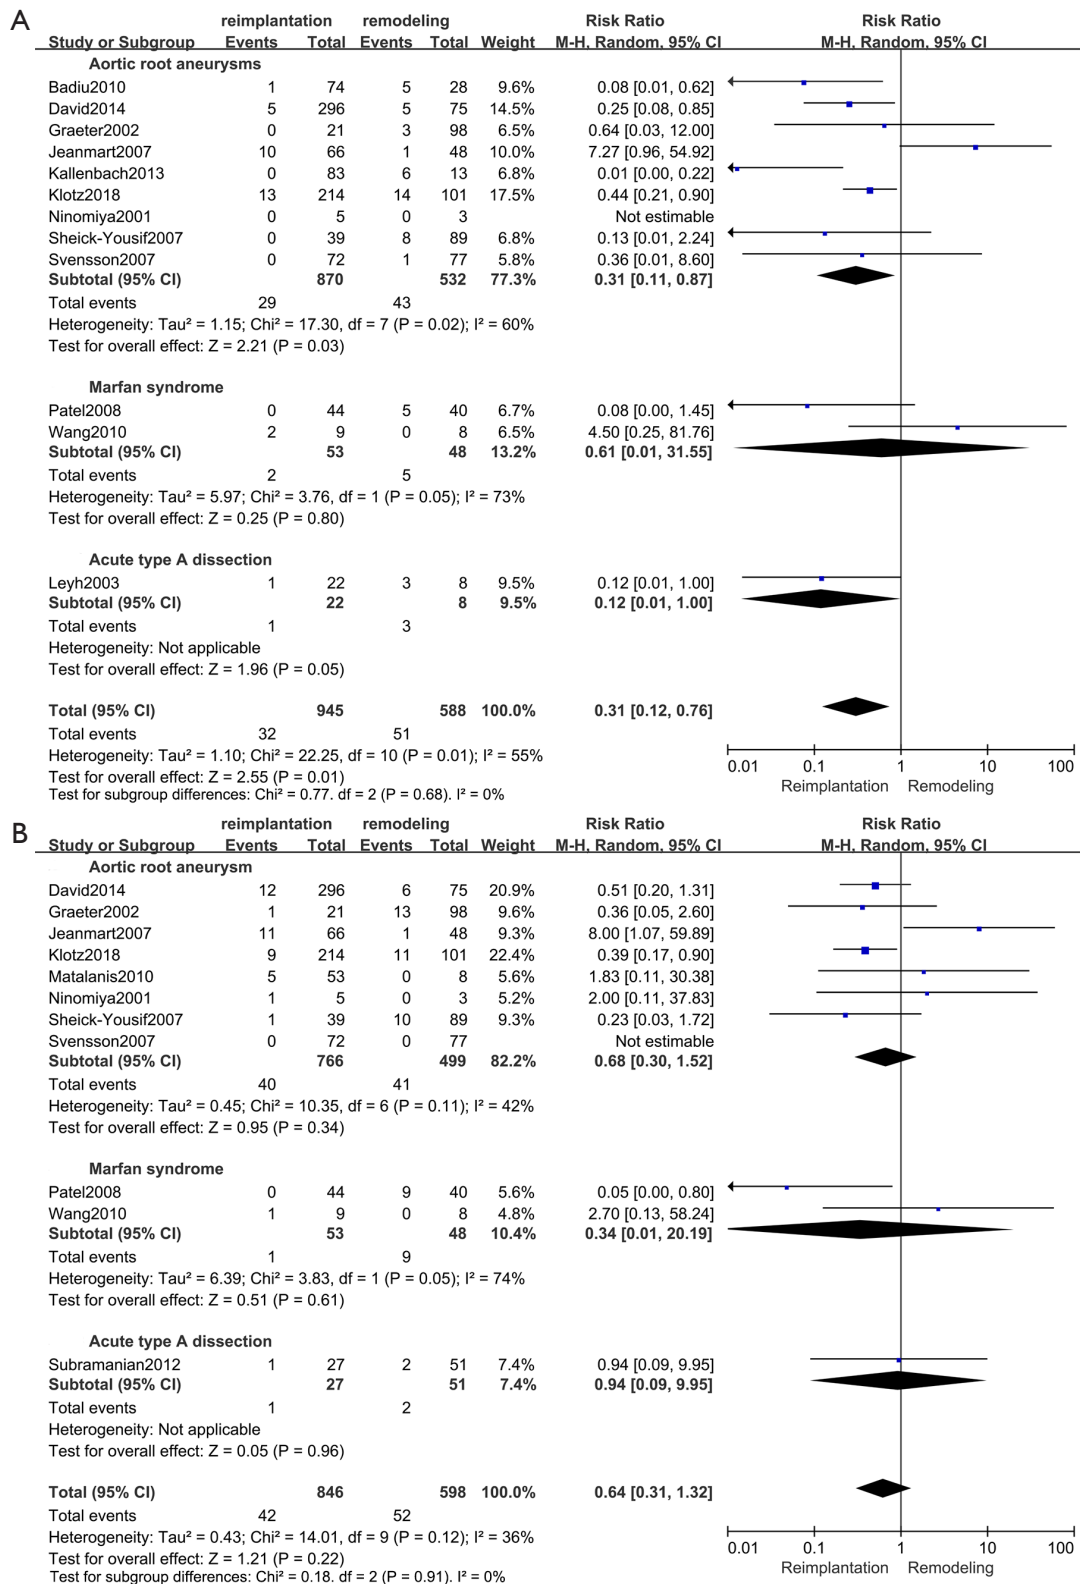 A
reimplantation remodeling Risk Ratio Risk Ratio
Study or Subgroup Events Total Events Total Weight M-H, Random, 95% CI M-H, Random, 95% CI
Aortic root aneurysms
Badiu2010 1 74 5 28 9.6% 0.08 [0.01, 0.62]
David2014 5 296 5 75 14.5% 0.25 [0.08, 0.85]
Graeter2002 0 21 3 98 6.5% 0.64 [0.03, 12.00]
Jeanmart2007 10 66 1 48 10.0% 7.27 [0.96, 54.92]
Kallenbach2013 0 83 6 13 6.8% 0.01 [0.00, 0.22]
Klotz2018 13 214 14 101 17.5% 0.44 [0.21, 0.90]
Ninomiya2001 0 5 0 3 Not estimable
Sheick-Yousif2007 0 39 8 89 6.8% 0.13 [0.01, 2.24]
Svensson2007 0 72 1 77 5.8% 0.36 [0.01, 8.60]
Subtotal (95% CI) 870 532 77.3% 0.31 [0.11, 0.87]
Total events 29 43
Heterogeneity: Tau² = 1.15; Chi² = 17.30, df = 7 (P = 0.02); I² = 60%
Test for overall effect: Z = 2.21 (P = 0.03)
Marfan syndrome
Patel2008 0 44 5 40 6.7% 0.08 [0.00, 1.45]
Wang2010 2 9 0 8 6.5% 4.50 [0.25, 81.76]
Subtotal (95% CI) 53 48 13.2% 0.61 [0.01, 31.55]
Total events 2 5
Heterogeneity: Tau² = 5.97; Chi² = 3.76, df = 1 (P = 0.05); I² = 73%
Test for overall effect: Z = 0.25 (P = 0.80)
Acute type A dissection
Leyh2003 1 22 3 8 9.5% 0.12 [0.01, 1.00]
Subtotal (95% CI) 22 8 9.5% 0.12 [0.01, 1.00]
Total events 1 3
Heterogeneity: Not applicable
Test for overall effect: Z = 1.96 (P = 0.05)
Total (95% CI) 945 588 100.0% 0.31 [0.12, 0.76]
Total events 32 51
Heterogeneity: Tau² = 1.10; Chi² = 22.25, df = 10 (P = 0.01); I² = 55%
Test for overall effect: Z = 2.55 (P = 0.01)
Test for subgroup differences: Chi² = 0.77. df = 2 (P = 0.68). I² = 0%
0.01 0.1 1 10 100
Reimplantation Remodeling
B
reimplantation remodeling Risk Ratio Risk Ratio
Study or Subgroup Events Total Events Total Weight M-H, Random, 95% CI M-H, Random, 95% CI
Aortic root aneurysm
David2014 12 296 6 75 20.9% 0.51 [0.20, 1.31]
Graeter2002 1 21 13 98 9.6% 0.36 [0.05, 2.60]
Jeanmart2007 11 66 1 48 9.3% 8.00 [1.07, 59.89]
Klotz2018 9 214 11 101 22.4% 0.39 [0.17, 0.90]
Matalanis2010 5 53 0 8 5.6% 1.83 [0.11, 30.38]
Ninomiya2001 1 5 0 3 5.2% 2.00 [0.11, 37.83]
Sheick-Yousif2007 1 39 10 89 9.3% 0.23 [0.03, 1.72]
Svensson2007 0 72 0 77 Not estimable
Subtotal (95% CI) 766 499 82.2% 0.68 [0.30, 1.52]
Total events 40 41
Heterogeneity: Tau² = 0.45; Chi² = 10.35, df = 6 (P = 0.11); I² = 42%
Test for overall effect: Z = 0.95 (P = 0.34)
Marfan syndrome
Patel2008 0 44 9 40 5.6% 0.05 [0.00, 0.80]
Wang2010 1 9 0 8 4.8% 2.70 [0.13, 58.24]
Subtotal (95% CI) 53 48 10.4% 0.34 [0.01, 20.19]
Total events 1 9
Heterogeneity: Tau² = 6.39; Chi² = 3.83, df = 1 (P = 0.05); I² = 74%
Test for overall effect: Z = 0.51 (P = 0.61)
Acute type A dissection
Subramanian2012 1 27 2 51 7.4% 0.94 [0.09, 9.95]
Subtotal (95% CI) 27 51 7.4% 0.94 [0.09, 9.95]
Total events 1 2
Heterogeneity: Not applicable
Test for overall effect: Z = 0.05 (P = 0.96)
Total (95% CI) 846 598 100.0% 0.64 [0.31, 1.32]
Total events 42 52
Heterogeneity: Tau² = 0.43; Chi² = 14.01, df = 9 (P = 0.12); I² = 36%
Test for overall effect: Z = 1.21 (P = 0.22)
Test for subgroup differences: Chi² = 0.18. df = 2 (P = 0.91). I² = 0%
0.01 0.1 1 10 100
Reimplantation Remodeling